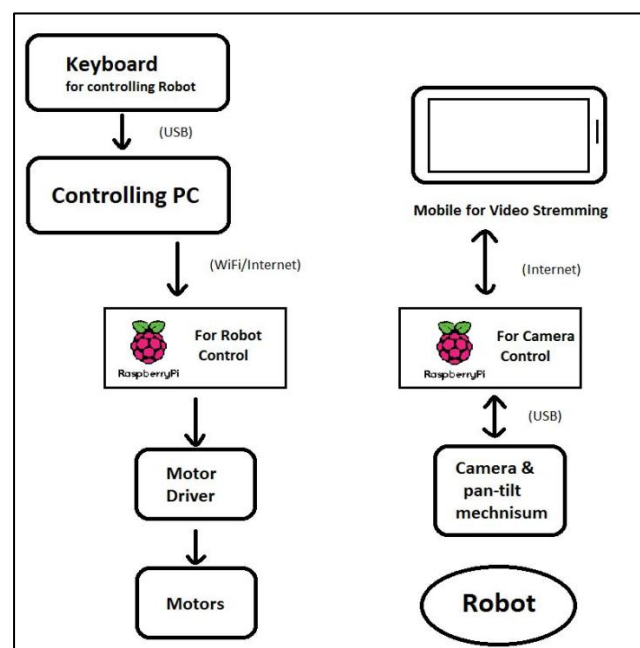 Keyboard
for controlling Robot
(USB)
Controlling PC
(WiFi/Internet)
For Robot
Control
RaspberryPi
Motor
Driver
Motors
Mobile for Video Stremming
(Internet)
For Camera
Control
RaspberryPi
(USB)
Camera &
pan-tilt
mechnisum
Robot